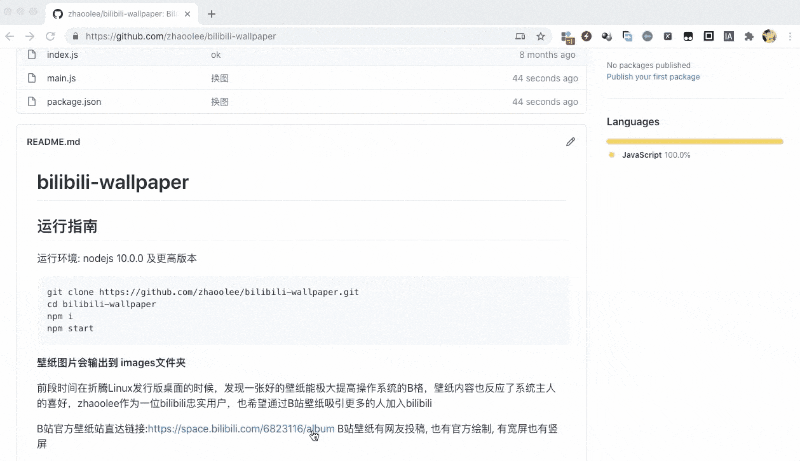 zhaoolee/bilibili-wallpaper: Bili
https://github.com/zhaoolee/bilibili-wallpaper
index.js ok 8 months ago
main.js 换图 44 seconds ago
package.json 换图 44 seconds ago
No packages published
Publish your first package
Languages
JavaScript 100.0%
README.md
bilibili-wallpaper
运行指南
运行环境: nodejs 10.0.0 及更高版本
git clone https://github.com/zhaoolee/bilibili-wallpaper.git
cd bilibili-wallpaper
npm i
npm start
壁纸图片会输出到 images文件夹
前段时间在折腾Linux发行版桌面的时候，发现一张好的壁纸能极大提高操作系统的B格，壁纸内容也反应了系统主人
的喜好，zhaoolee作为一位bilibili忠实用户，也希望通过B站壁纸吸引更多的人加入bilibili
B站官方壁纸站直达链接:https://space.bilibili.com/6823116/album B站壁纸有网友投稿, 也有官方绘制, 有宽屏也有竖
屏